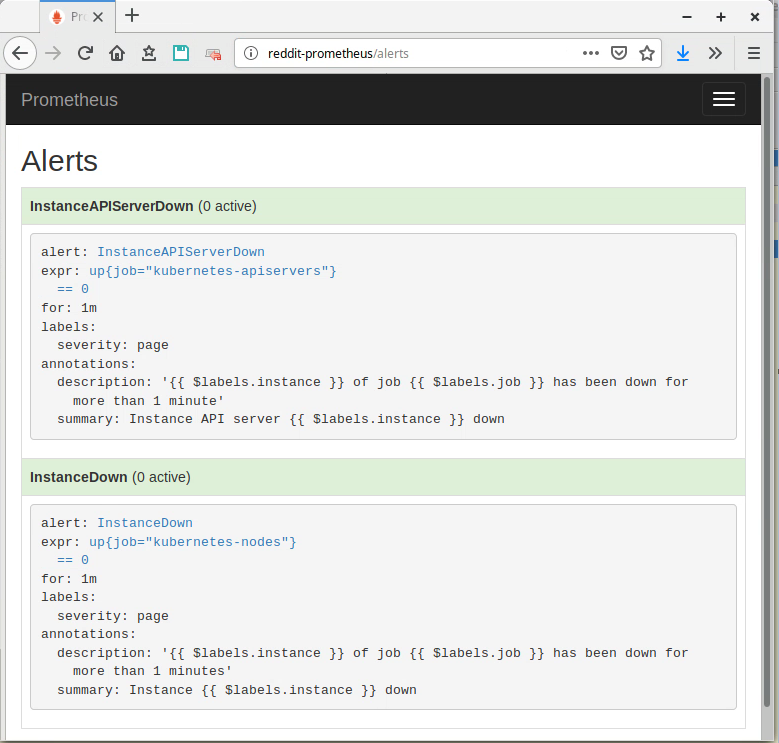 Pr
reddit-prometheus/alerts
Prometheus
Alerts
InstanceAPIServerDown (0 active)
alert: InstanceAPIServerDown
expr: up{job="kubernetes-apiservers"}
  == 0
for: 1m
labels:
  severity: page
annotations:
  description: '{{ $labels.instance }} of job {{ $labels.job }} has been down for
    more than 1 minute'
  summary: Instance API server {{ $labels.instance }} down
InstanceDown (0 active)
alert: InstanceDown
expr: up{job="kubernetes-nodes"}
  == 0
for: 1m
labels:
  severity: page
annotations:
  description: '{{ $labels.instance }} of job {{ $labels.job }} has been down for
    more than 1 minutes'
  summary: Instance {{ $labels.instance }} down